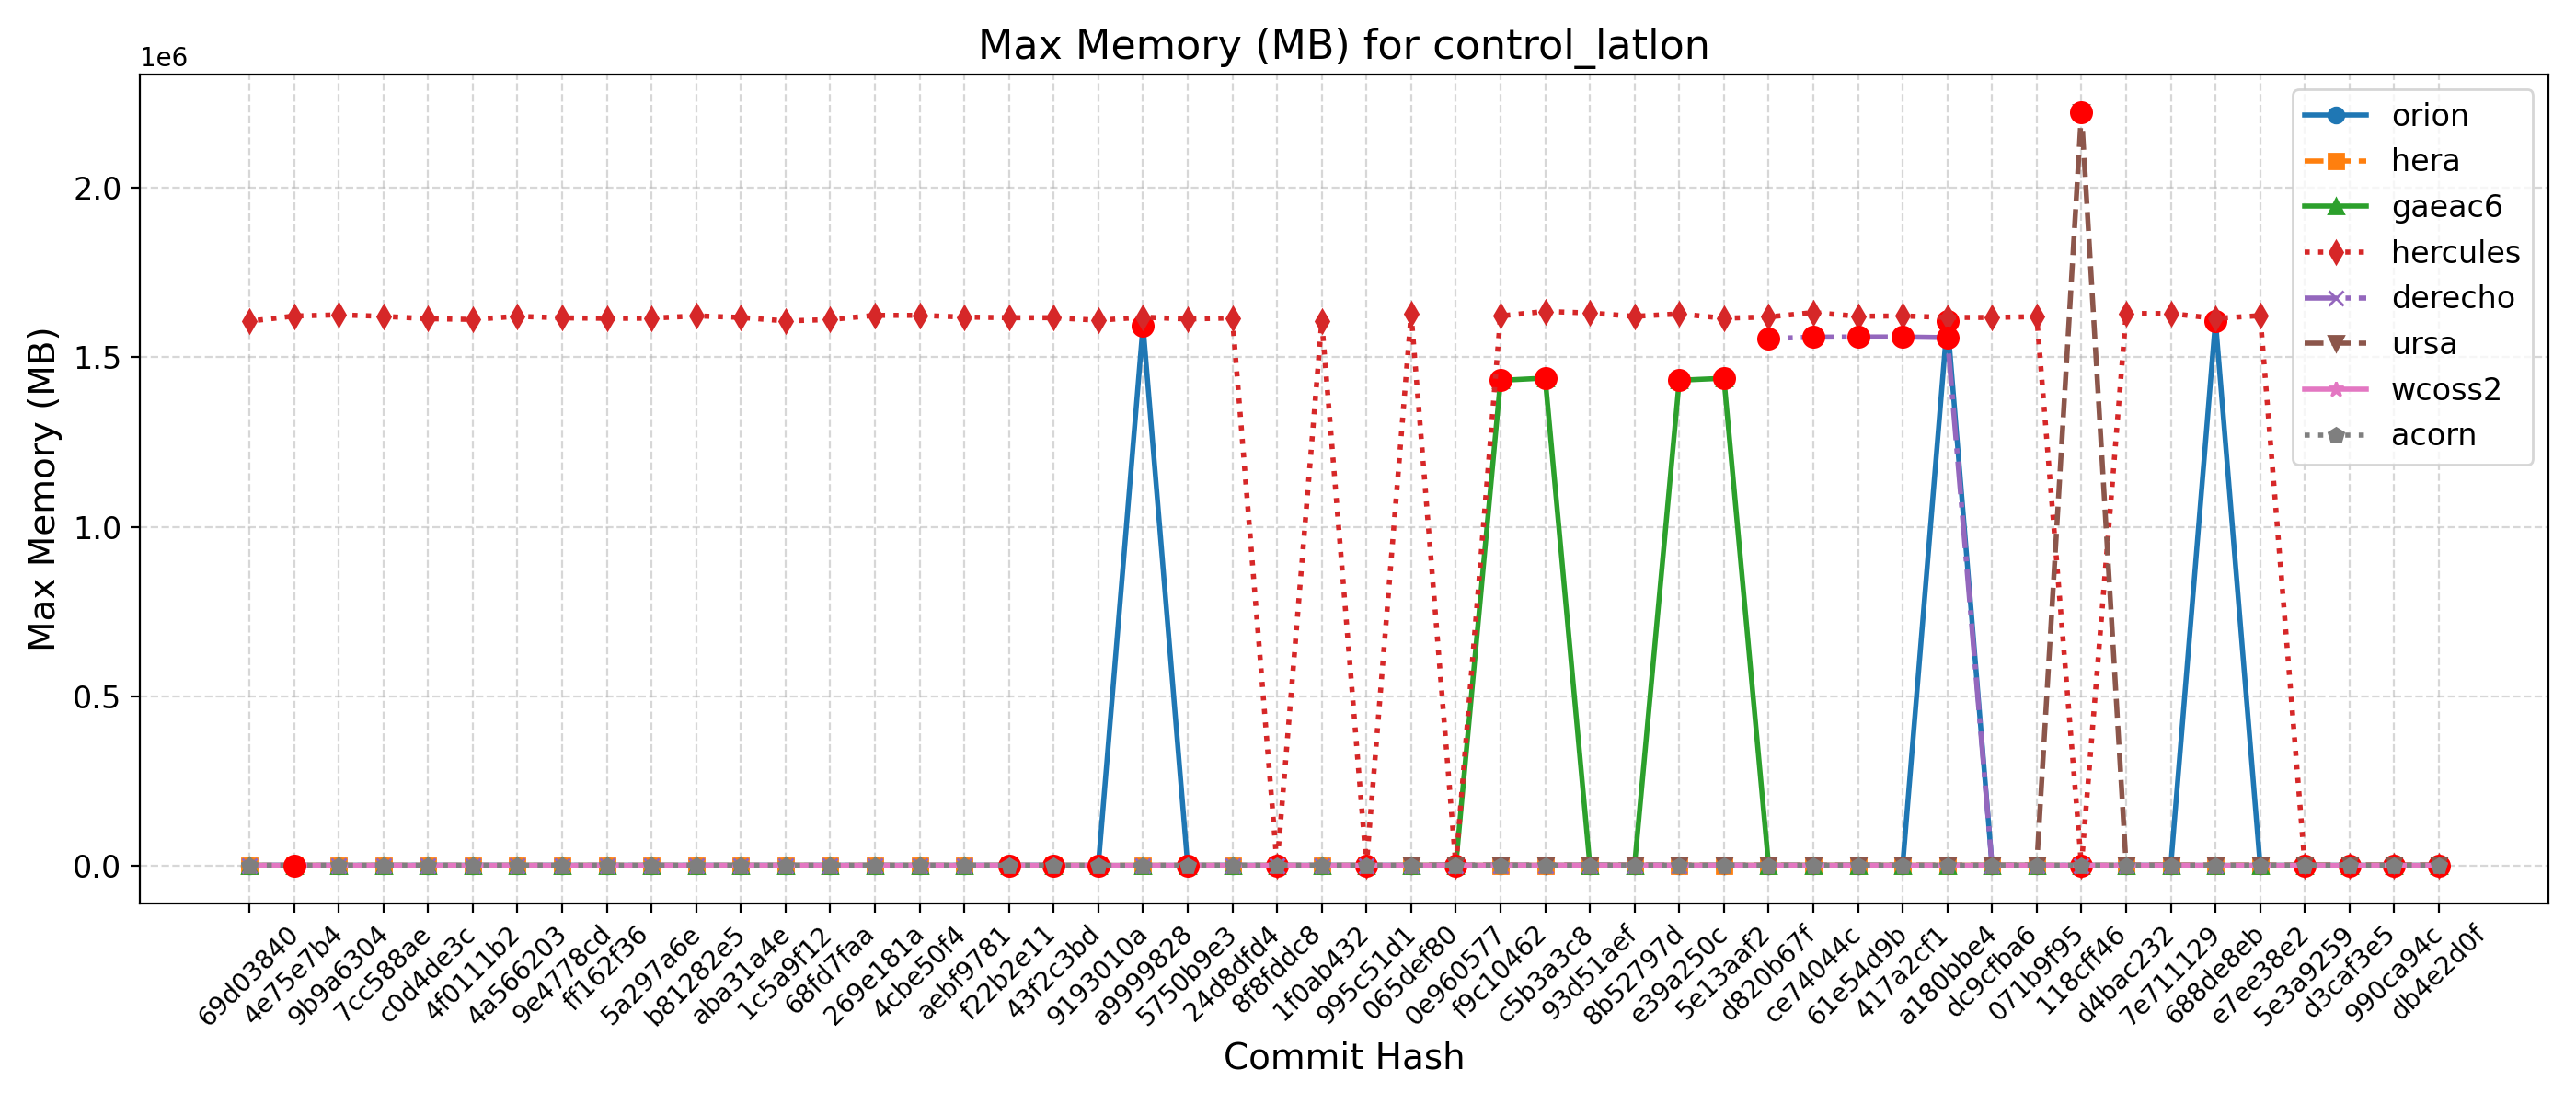 Max Memory (MB) for control_latlon
1e6
2.0
1.5
1.0
0.5
0.0
Max Memory (MB)
orion
hera
gaeac6
hercules
derecho
ursa
wcoss2
acorn
69d03840
4e75e7b4
9b9a6304
7cc588ae
c0d4de3c
4f0111b2
4a566203
9e4778cd
ff162f36
5a297a6e
b81282e5
aba31a4e
1c5a9f12
68fd7faa
269e181a
4cbe50f4
aebf9781
f22b2e11
43f2c3bd
9193010a
a9999828
5750b9e3
24d8dfd4
8f8fddc8
1f0ab432
995c51d1
065def80
0e960577
f9c10462
c5b3a3c8
93d51aef
8b52797d
e39a250c
5e13aaf2
d820b67f
ce74044c
61e54d9b
417a2cf1
a180bbe4
dc9cfba6
071b9f95
118cff46
d4bac232
7e711129
688de8eb
e7ee38e2
5e3a9259
d3caf3e5
990ca94c
db4e2d0f
Commit Hash